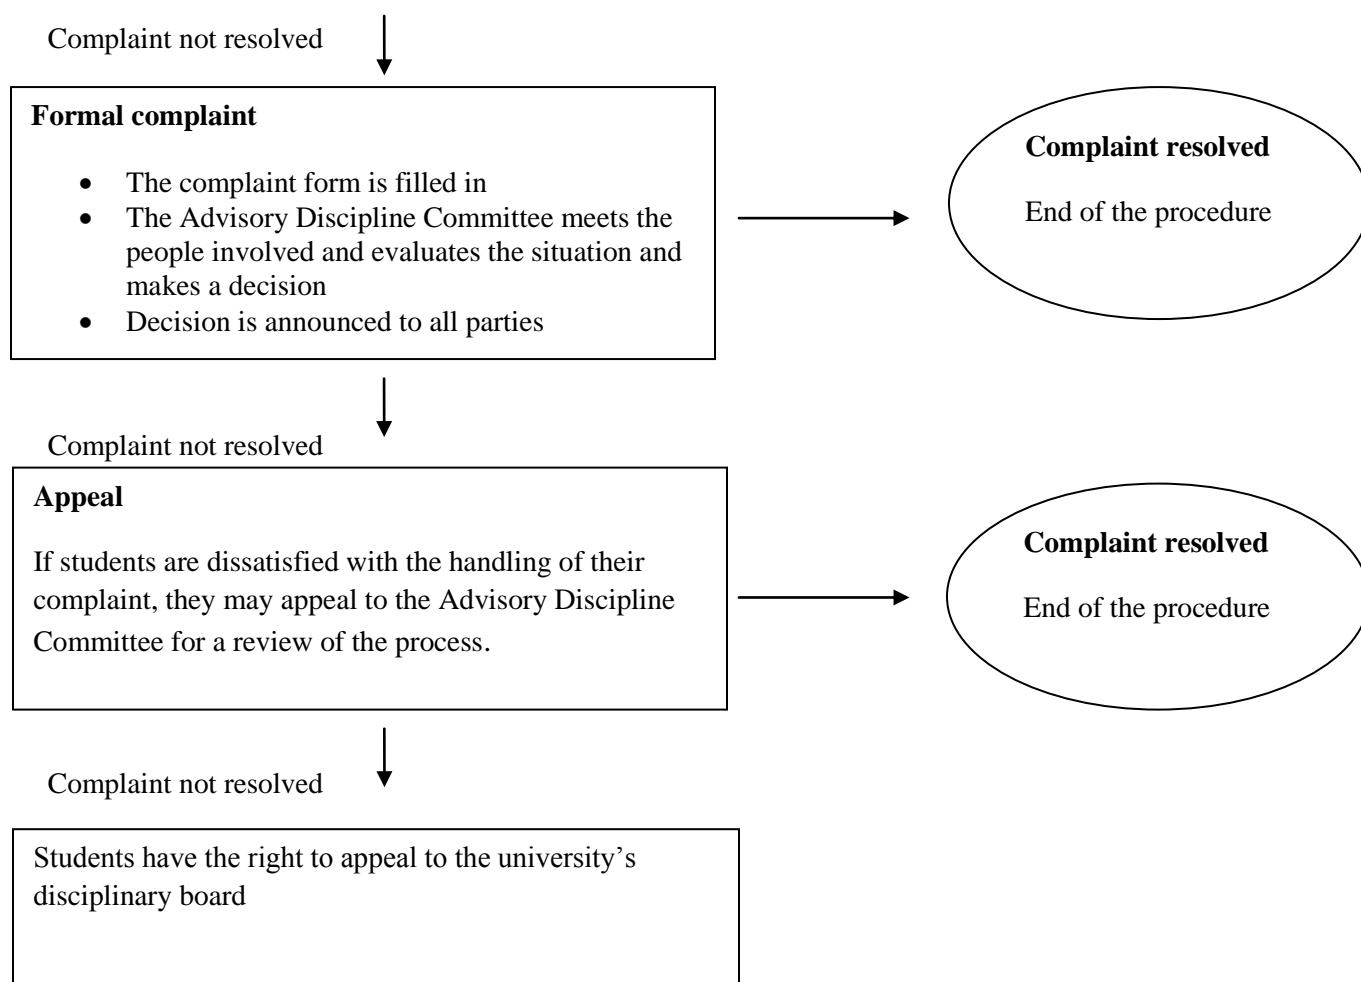 Complaint not resolved
Formal complaint
• The complaint form is filled in
• The Advisory Discipline Committee meets the
people involved and evaluates the situation and
makes a decision
• Decision is announced to all parties
Complaint resolved
End of the procedure
Complaint not resolved
Appeal
If students are dissatisfied with the handling of their
complaint, they may appeal to the Advisory Discipline
Committee for a review of the process.
Complaint resolved
End of the procedure
Complaint not resolved
Students have the right to appeal to the university’s
disciplinary board